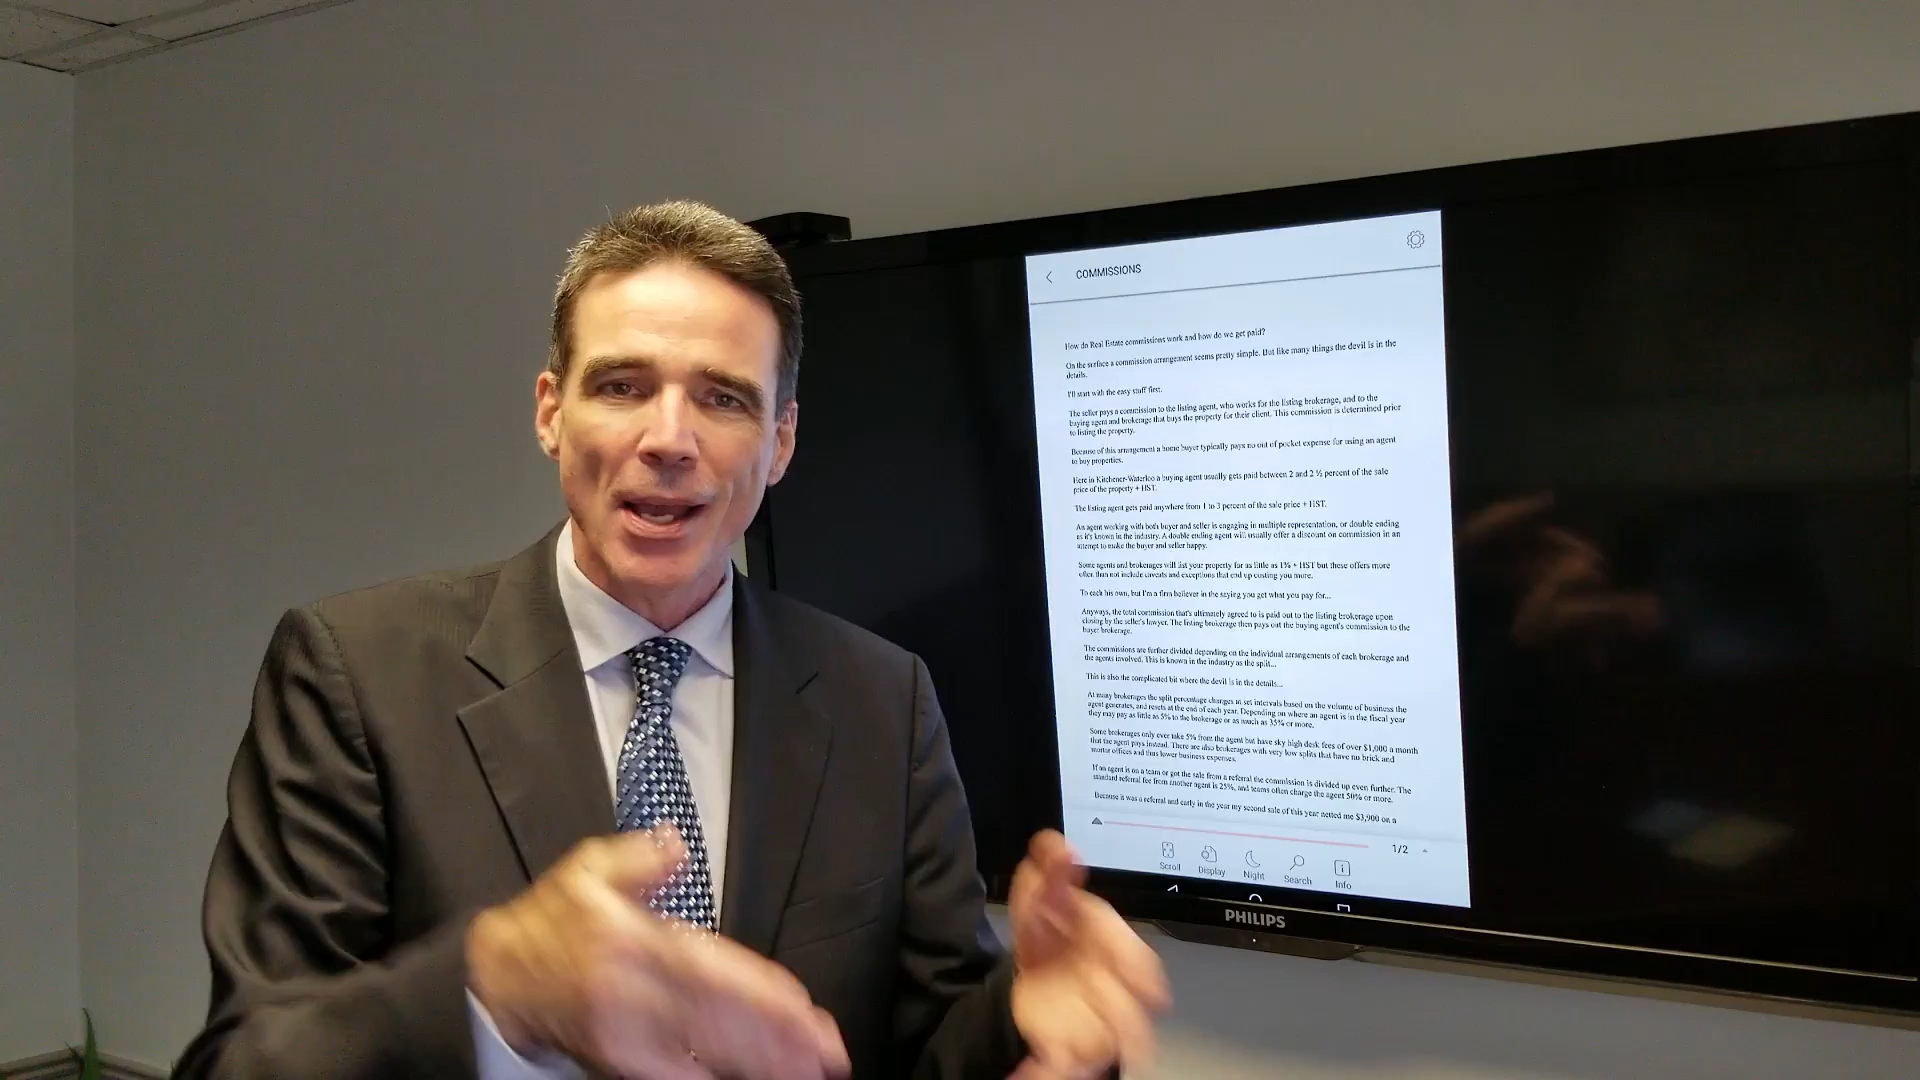 COMMISSIONS
How do Real Estate commissions work and how do we get paid?
On the surface a commission arrangement seems pretty simple. But like many things the devil is in the
details.
I'll start with the easy stuff first.
The seller pays a commission to the listing agent, who works for the listing brokerage, and to the
buying agent and brokerage that buys the property for their client. This commission is determined prior
to listing the property.
Because of this arrangement a home buyer typically pays no out of pocket expense for using an agent
to buy properties.
Here in Kitchener-Waterloo a buying agent usually gets paid between 2 and 2 ½ percent of the sale
price of the property + HST.
The listing agent gets paid anywhere from 1 to 3 percent of the sale price + HST.
An agent working with both buyer and seller is engaging in multiple representation, or double ending
as it's known in the industry. A double ending agent will usually offer a discount on commission in an
attempt to make the buyer and seller happy.
Some agents and brokerages will list your property for as little as 1% + HST but these offers more
often than not include caveats and exceptions that end up costing you more.
To each his own, but I'm a firm believer in the saying you get what you pay for...
Anyways, the total commission that's ultimately agreed to is paid out to the listing brokerage upon
closing by the seller's lawyer. The listing brokerage then pays out the buying agent's commission to the
buyer brokerage.
The commissions are further divided depending on the individual arrangements of each brokerage and
the agents involved. This is known in the industry as the split...
This is also the complicated bit where the devil is in the details...
At many brokerages the split percentage changes in set intervals based on the volume of business the
agent generates, and resets at the end of each year. Depending on where an agent is in the fiscal year
they may pay as little as 5% to the brokerage or as much as 35% or more.
Some brokerages only ever take 5% from the agent but have sky high desk fees of over $1,000 a month
that the agent pays instead. There are also brokerages with very low splits that have no brick and
mortar offices and thus lower business expenses.
If an agent is on a team or got the sale from a referral the commission is divided up even further. The
standard referral fee from another agent is 25%, and teams often charge the agent 50% or more.
Because it was a referral and early in the year my second sale of this year netted me $3,900 on a
1/2
Scroll Display Night Search Info
PHILIPS